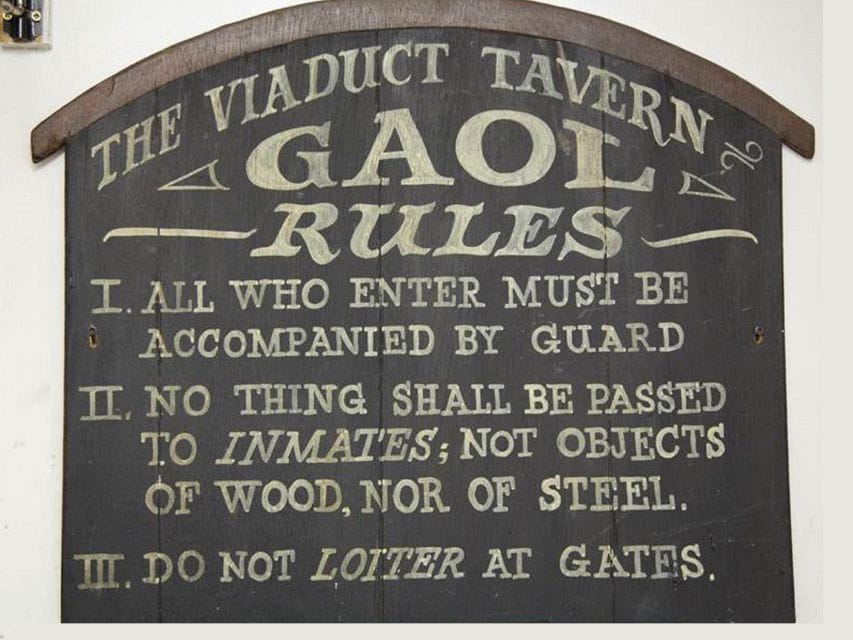 THE VIADUCT TAVERN
GAOL
RULES
I. ALL WHO ENTER MUST BE
ACCOMPANIED BY GUARD
II. NO THING SHALL BE PASSED
TO INMATES; NOT OBJECTS
OF WOOD, NOR OF STEEL.
III. DO NOT LOITER AT GATES.